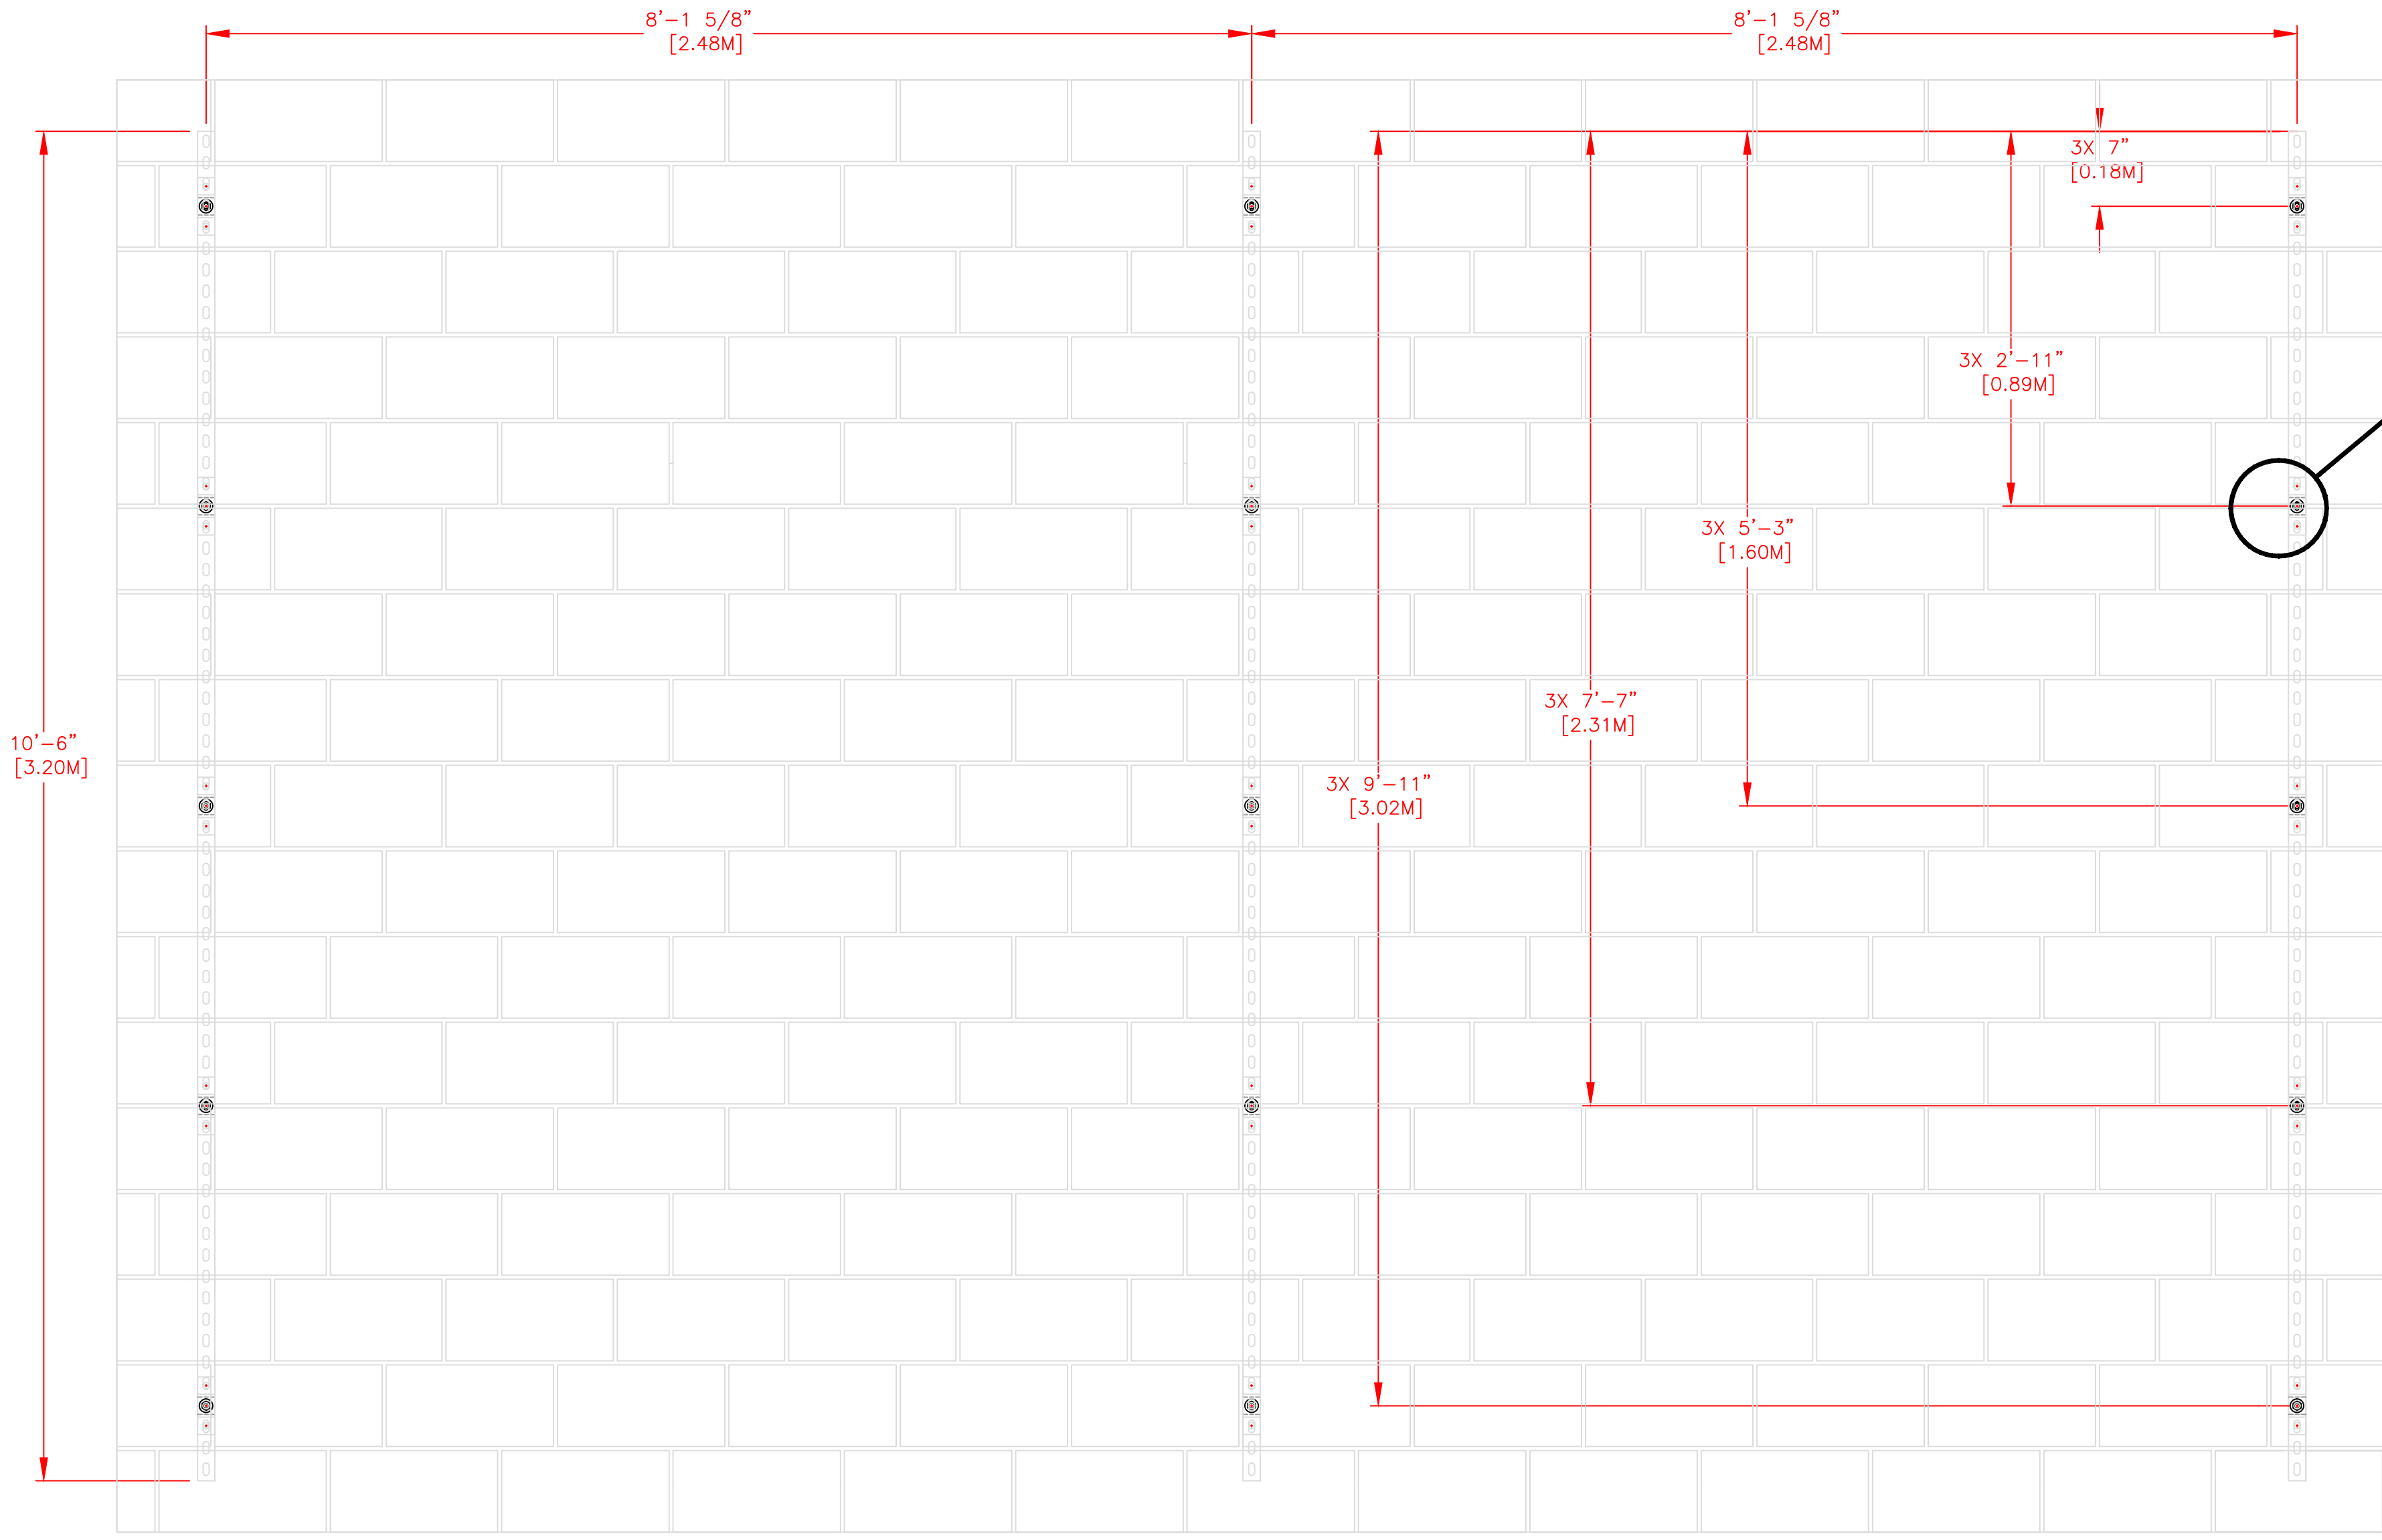 8'-1 5/8"
[2.48M]
8'-1 5/8"
[2.48M]
3X 7"
[0.18M]
3X 2'-11"
[0.89M]
3X 5'-3"
[1.60M]
3X 7'-7"
[2.31M]
10'-6"
[3.20M]
3X 9'-11"
[3.02M]